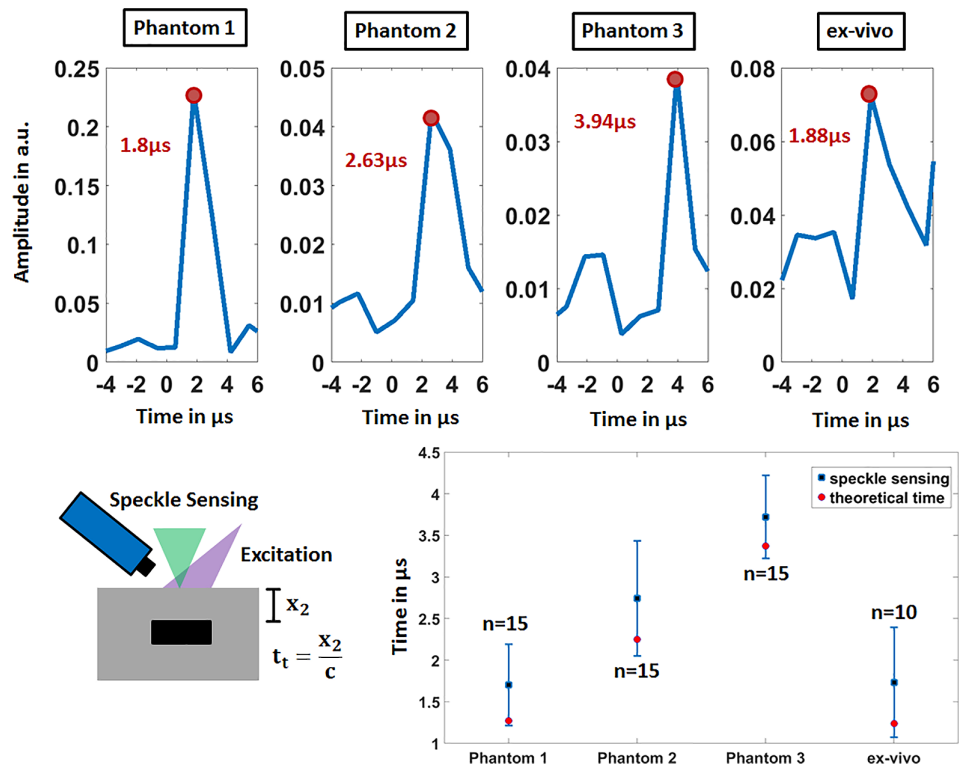 Phantom 1
Phantom 2
Phantom 3
ex-vivo
Amplitude in a.u.
0.25
0.2
0.15
0.1
0.05
0
-4 -2 0 2 4 6
Time in μs
1.8μs
0.05
0.04
0.03
0.02
0.01
0
-4 -2 0 2 4 6
Time in μs
2.63μs
0.04
0.03
0.02
0.01
0
-4 -2 0 2 4 6
Time in μs
3.94μs
0.08
0.06
0.04
0.02
0
-4 -2 0 2 4 6
Time in μs
1.88μs
Speckle Sensing
Excitation
x₂
tₜ = x₂/c
Time in μs
4.5
4
3.5
3
2.5
2
1.5
1
speckle sensing
theoretical time
n=15
n=15
n=15
n=10
Phantom 1
Phantom 2
Phantom 3
ex-vivo